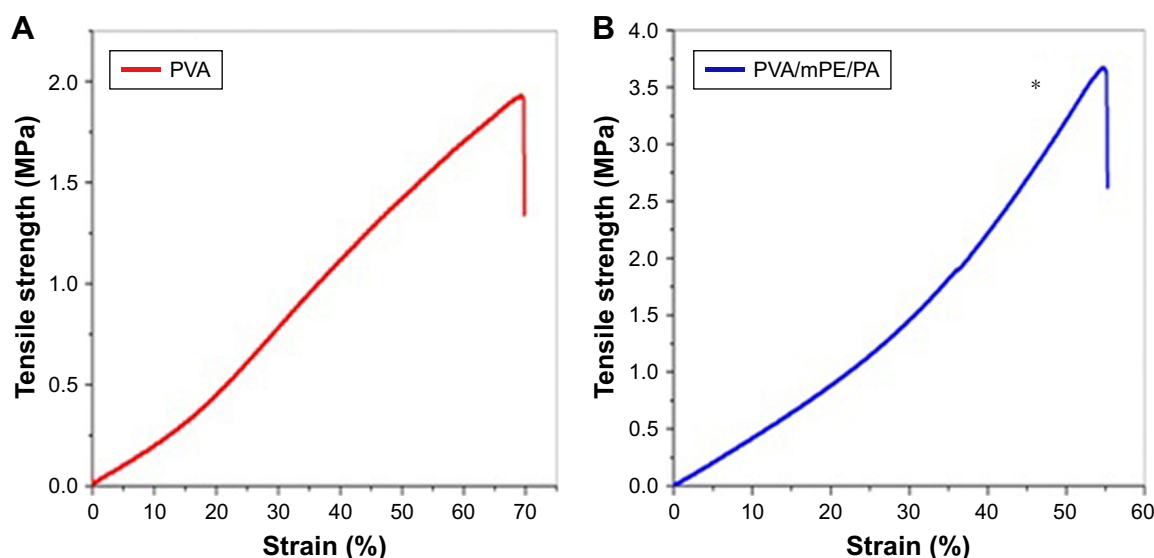 A
PVA
Tensile strength (MPa)
2.0
1.5
1.0
0.5
0.0
0 10 20 30 40 50 60 70
Strain (%)
B
PVA/mPE/PA
*
Tensile strength (MPa)
4.0
3.5
3.0
2.5
2.0
1.5
1.0
0.5
0.0
0 10 20 30 40 50 60
Strain (%)